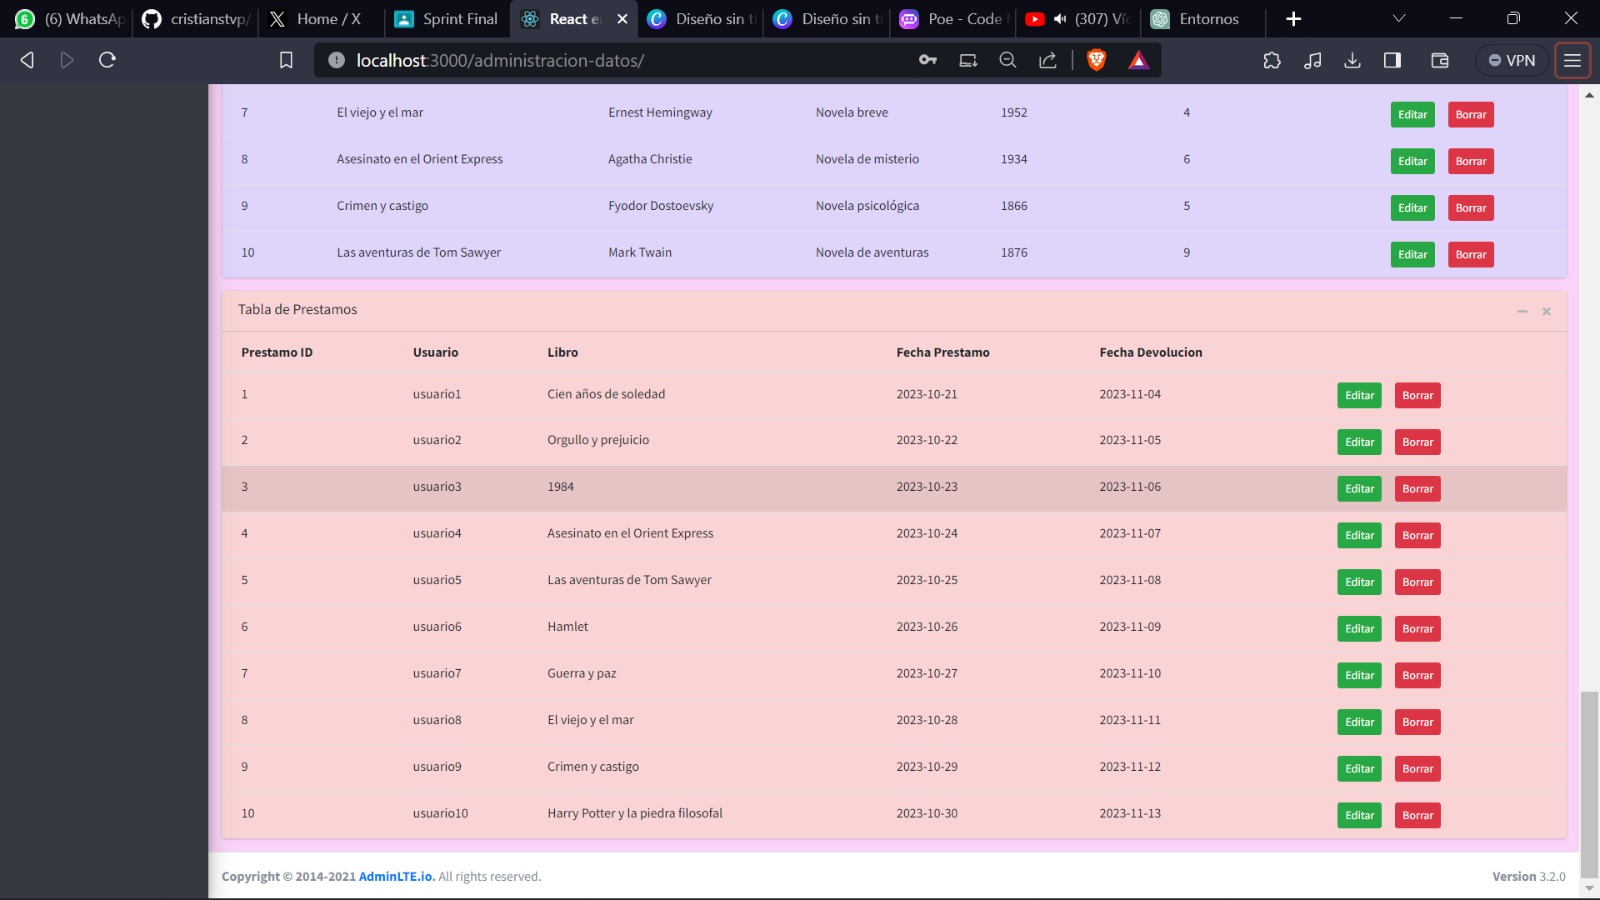 6 (6) WhatsAp cristianstvp/ Home / X Sprint Final React e Diseño sin t Diseño sin t Poe - Code (307) Víd Entornos
localhost:3000/administracion-datos/ VPN
7 El viejo y el mar Ernest Hemingway Novela breve 1952 4 Editar Borrar
8 Asesinato en el Orient Express Agatha Christie Novela de misterio 1934 6 Editar Borrar
9 Crimen y castigo Fyodor Dostoevsky Novela psicológica 1866 5 Editar Borrar
10 Las aventuras de Tom Sawyer Mark Twain Novela de aventuras 1876 9 Editar Borrar
Tabla de Prestamos
Prestamo ID Usuario Libro Fecha Prestamo Fecha Devolucion
1 usuario1 Cien años de soledad 2023-10-21 2023-11-04 Editar Borrar
2 usuario2 Orgullo y prejuicio 2023-10-22 2023-11-05 Editar Borrar
3 usuario3 1984 2023-10-23 2023-11-06 Editar Borrar
4 usuario4 Asesinato en el Orient Express 2023-10-24 2023-11-07 Editar Borrar
5 usuario5 Las aventuras de Tom Sawyer 2023-10-25 2023-11-08 Editar Borrar
6 usuario6 Hamlet 2023-10-26 2023-11-09 Editar Borrar
7 usuario7 Guerra y paz 2023-10-27 2023-11-10 Editar Borrar
8 usuario8 El viejo y el mar 2023-10-28 2023-11-11 Editar Borrar
9 usuario9 Crimen y castigo 2023-10-29 2023-11-12 Editar Borrar
10 usuario10 Harry Potter y la piedra filosofal 2023-10-30 2023-11-13 Editar Borrar
Copyright © 2014-2021 AdminLTE.io. All rights reserved. Version 3.2.0